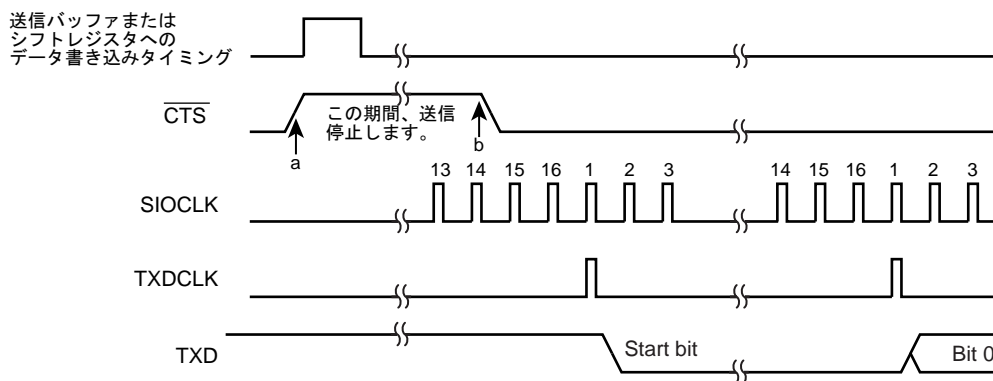 送信バッファまたは
シフトレジスタへの
データ書き込みタイミング
CTS
この期間、送信
停止します。
a
b
SIOCLK
13 14 15 16 1 2 3 14 15 16 1 2 3
TXDCLK
TXD
Start bit
Bit 0